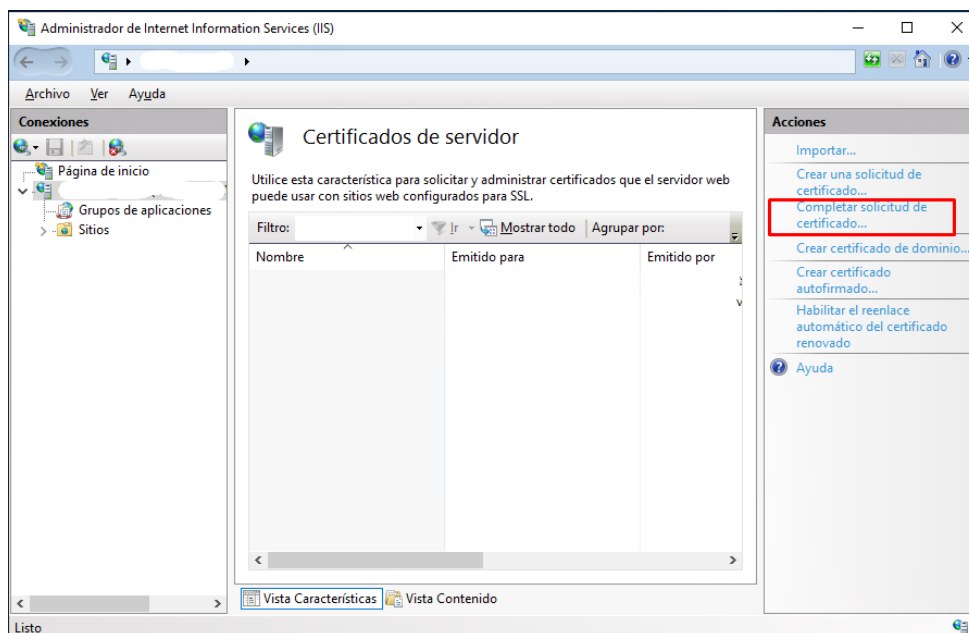 Administrador de Internet Information Services (IIS)
Archivo Ver Ayuda
Conexiones
Página de inicio
Grupos de aplicaciones
Sitios
Certificados de servidor
Utilice esta característica para solicitar y administrar certificados que el servidor web
puede usar con sitios web configurados para SSL.
Filtro: Ir Mostrar todo Agrupar por:
Nombre Emitido para Emitido por
Vista Características Vista Contenido
Acciones
Importar...
Crear una solicitud de
certificado...
Completar solicitud de
certificado...
Crear certificado de dominio...
Crear certificado
autofirmado...
Habilitar el reenlace
automático del certificado
renovado
Ayuda
Listo